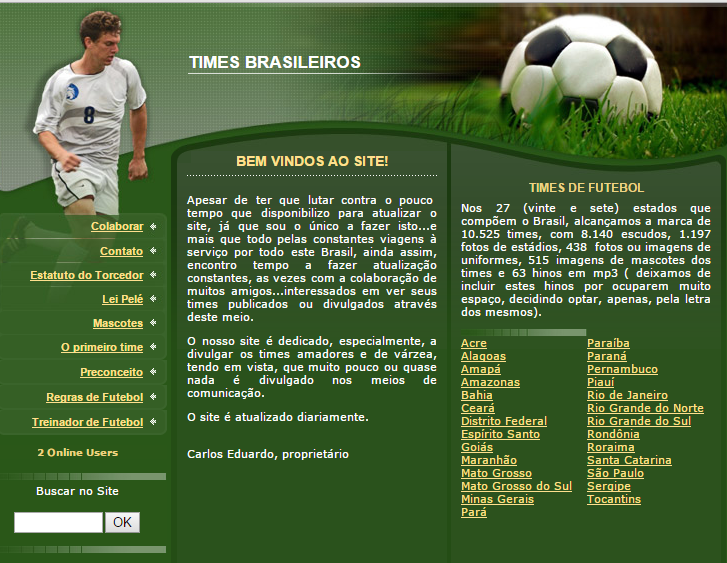 TIMES BRASILEIROS
8
Colaborar
Contato
Estatuto do Torcedor
Lei Pelé
Mascotes
O primeiro time
Preconceito
Regras de Futebol
Treinador de Futebol
2 Online Users
Buscar no Site
OK
BEM VINDOS AO SITE!
Apesar de ter que lutar contra o pouco
tempo que disponibilizo para atualizar o
site, já que sou o único a fazer isto...e
mais que todo pelas constantes viagens à
serviço por todo este Brasil, ainda assim,
encontro tempo a fazer atualização
constantes, as vezes com a colaboração de
muitos amigos...interessados em ver seus
times publicados ou divulgados através
deste meio.
O nosso site é dedicado, especialmente, a
divulgar os times amadores e de várzea,
tendo em vista, que muito pouco ou quase
nada é divulgado nos meios de
comunicação.
O site é atualizado diariamente.
Carlos Eduardo, proprietário
TIMES DE FUTEBOL
Nos 27 (vinte e sete) estados que
compõem o Brasil, alcançamos a marca de
10.525 times, com 8.140 escudos, 1.197
fotos de estádios, 438 fotos ou imagens de
uniformes, 515 imagens de mascotes dos
times e 63 hinos em mp3 ( deixamos de
incluir estes hinos por ocuparem muito
espaço, decidindo optar, apenas, pela letra
dos mesmos).
Acre
Alagoas
Amapá
Amazonas
Bahia
Ceará
Distrito Federal
Espírito Santo
Goiás
Maranhão
Mato Grosso
Mato Grosso do Sul
Minas Gerais
Pará
Paraíba
Paraná
Pernambuco
Piauí
Rio de Janeiro
Rio Grande do Norte
Rio Grande do Sul
Rondônia
Roraima
Santa Catarina
São Paulo
Sergipe
Tocantins